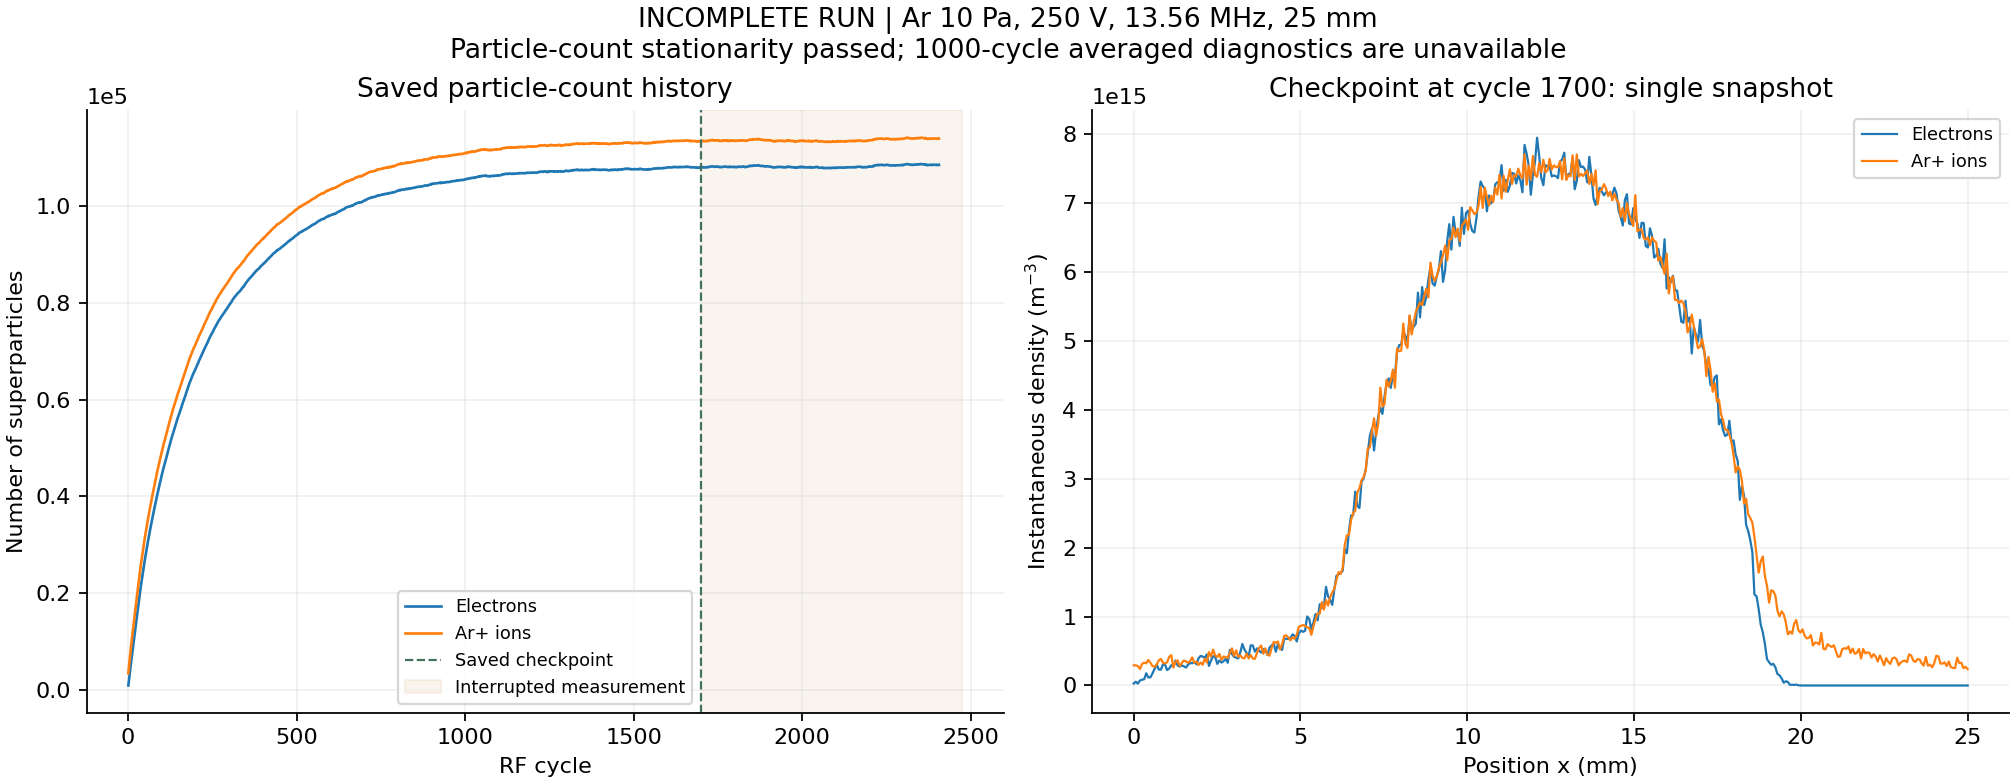 INCOMPLETE RUN | Ar 10 Pa, 250 V, 13.56 MHz, 25 mm
Particle-count stationarity passed; 1000-cycle averaged diagnostics are unavailable
Saved particle-count history
1e5
Number of superparticles
1.0
0.8
0.6
0.4
0.2
0.0
Electrons
Ar+ ions
Saved checkpoint
Interrupted measurement
0 500 1000 1500 2000 2500
RF cycle
Checkpoint at cycle 1700: single snapshot
1e15
Instantaneous density (m⁻³)
8
7
6
5
4
3
2
1
0
Electrons
Ar+ ions
0 5 10 15 20 25
Position x (mm)